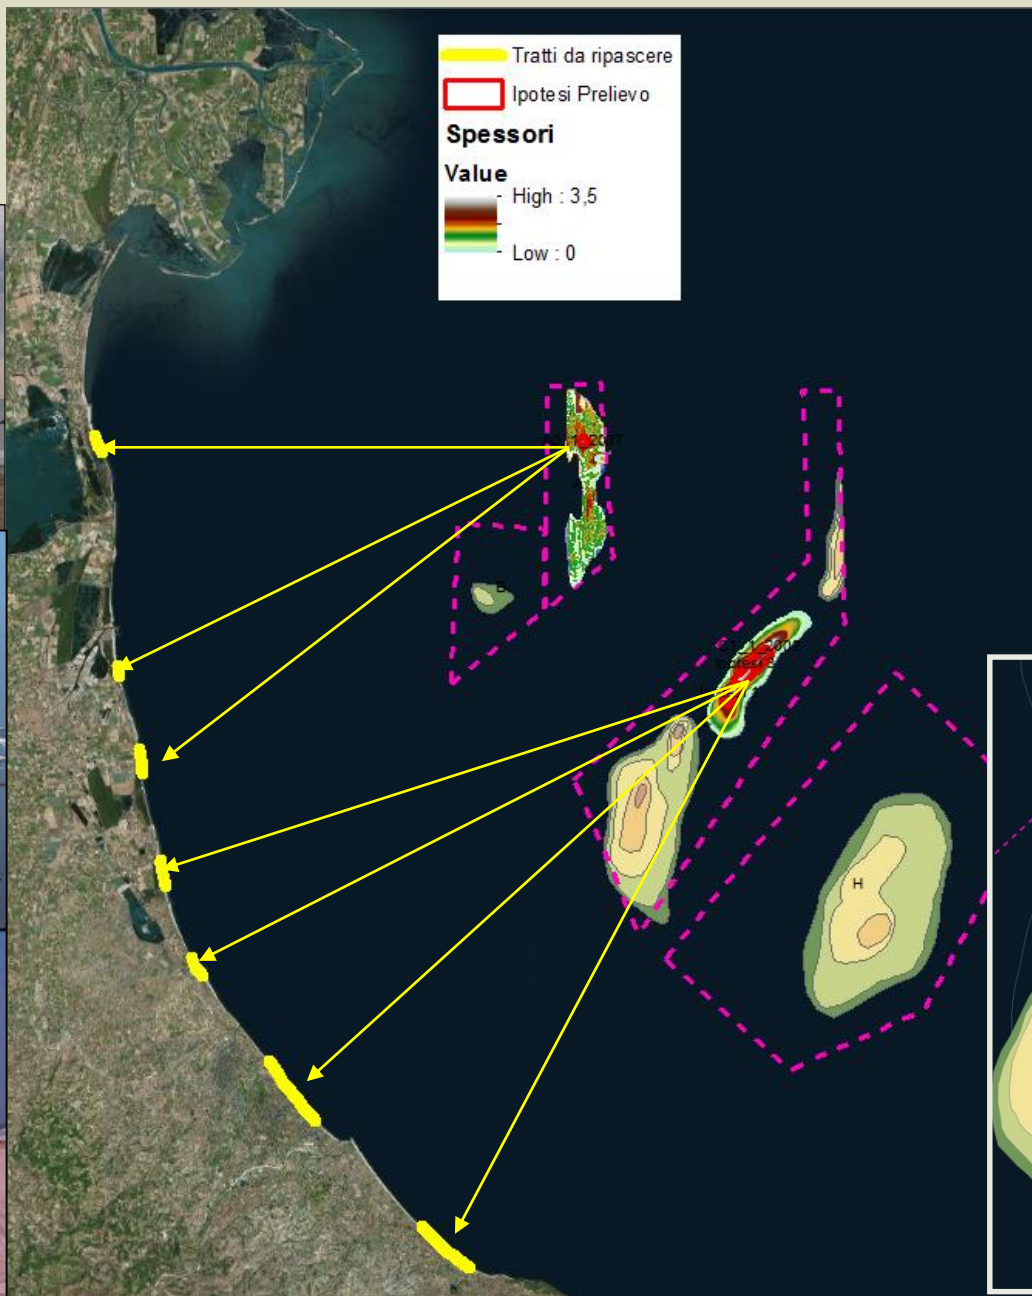 Tratti da ripascere
Ipotesi Prelievo
Spessori
Value
High : 3,5
Low : 0
B
H